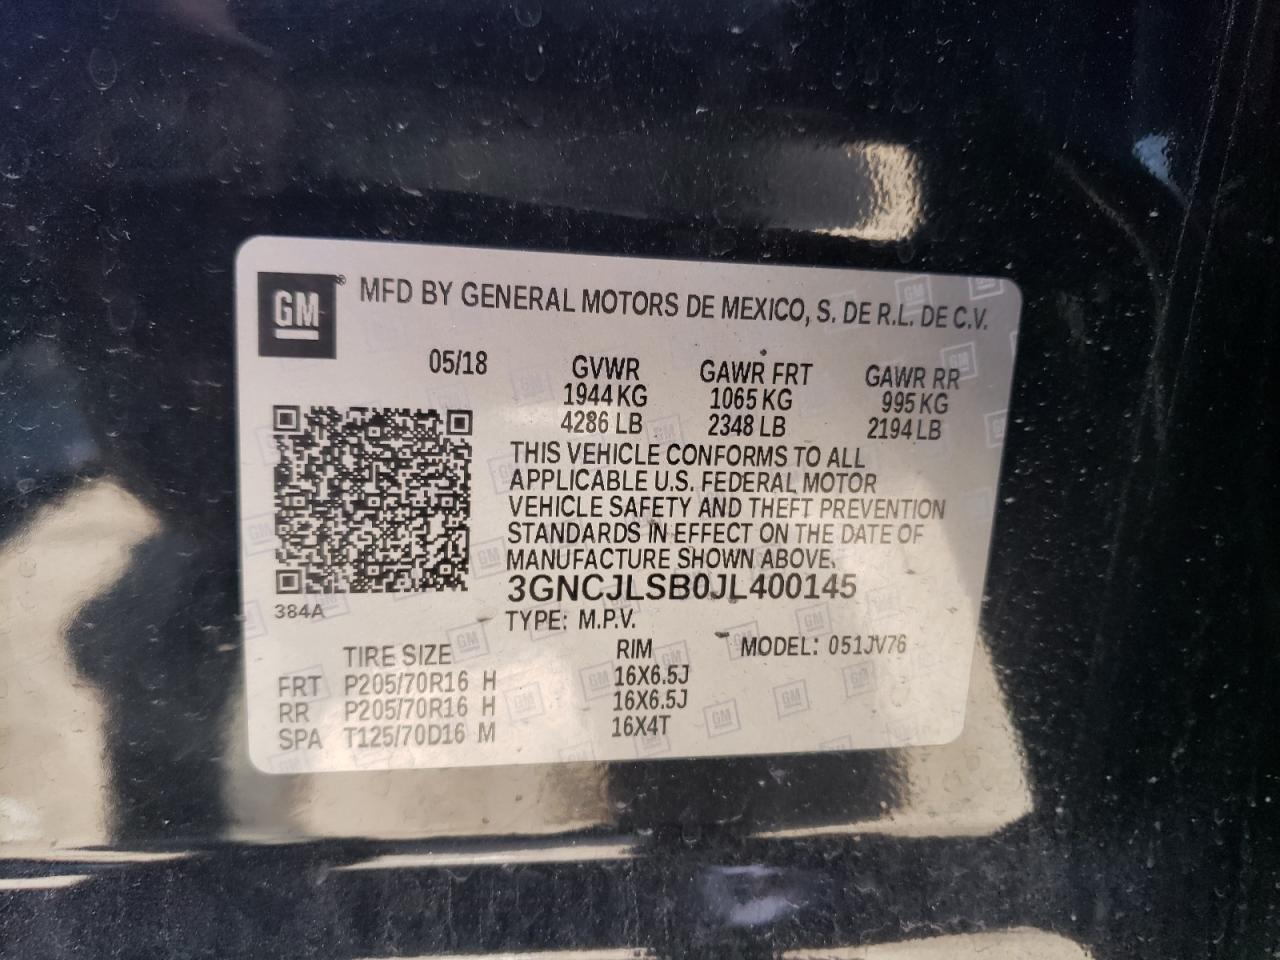 GM® MFD BY GENERAL MOTORS DE MEXICO, S. DE R.L. DE C.V.
05/18 GVWR GAWR FRT GAWR RR
1944 KG 1065 KG 995 KG
4286 LB 2348 LB 2194 LB
THIS VEHICLE CONFORMS TO ALL
APPLICABLE U.S. FEDERAL MOTOR
VEHICLE SAFETY AND THEFT PREVENTION
STANDARDS IN EFFECT ON THE DATE OF
MANUFACTURE SHOWN ABOVE.
3GNCJLSB0JL400145
384A
TYPE: M.P.V.
TIRE SIZE RIM MODEL: 051JV76
FRT P205/70R16 H 16X6.5J
RR P205/70R16 H 16X6.5J
SPA T125/70D16 M 16X4T